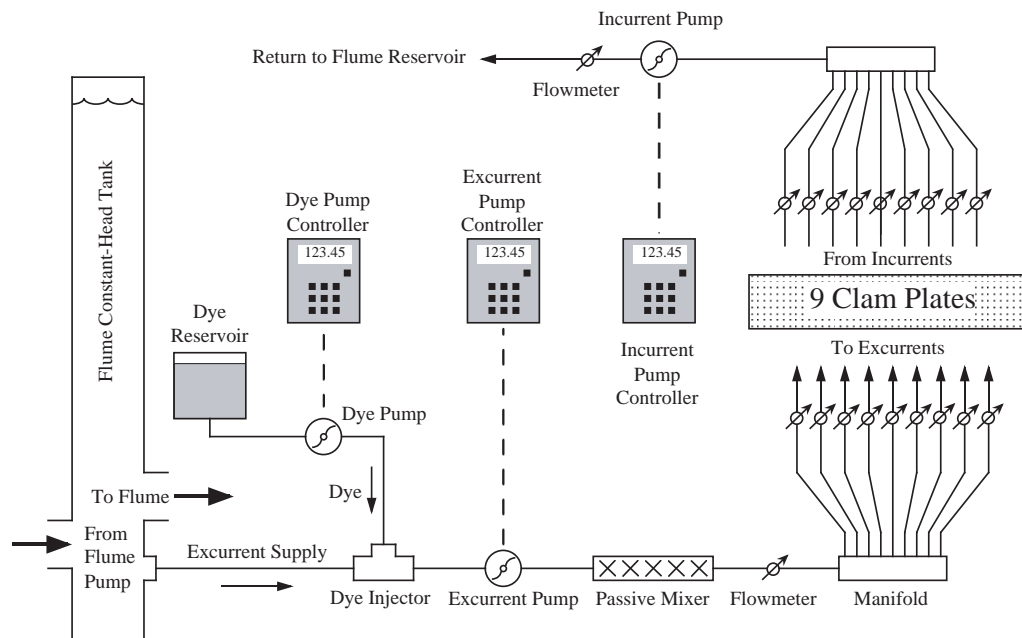 Incurrent Pump
Return to Flume Reservoir
Flowmeter
Flume Constant-Head Tank
Dye Pump
Controller
123.45
Excurrent
Pump
Controller
123.45
123.45
Incurrent
Pump
Controller
From Incurrents
9 Clam Plates
To Excurrents
Dye
Reservoir
Dye Pump
Dye
To Flume
From
Flume
Pump
Excurrent Supply
Dye Injector
Excurrent Pump
Passive Mixer
Flowmeter
Manifold